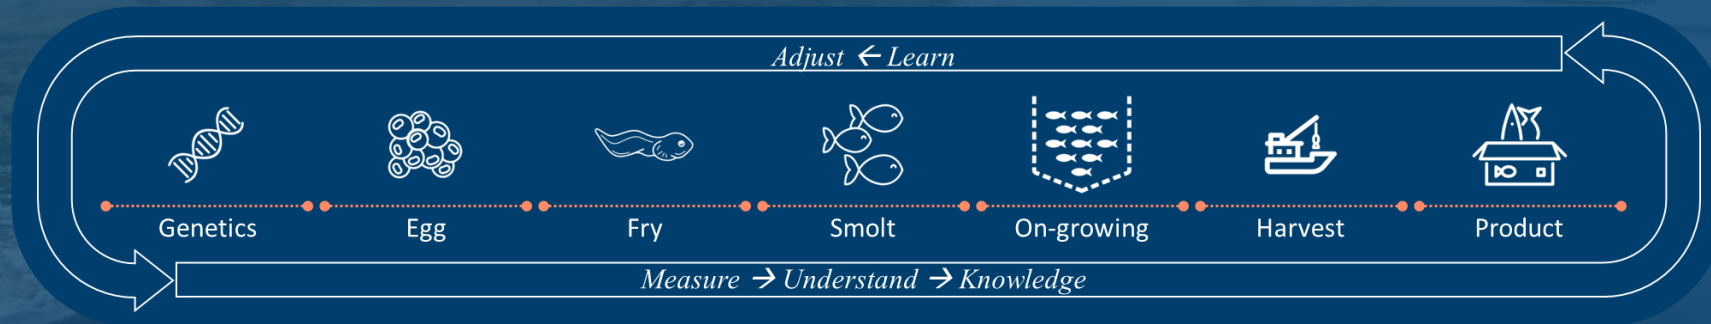 Adjust ← Learn
Genetics Egg Fry Smolt On-growing Harvest Product
Measure → Understand → Knowledge